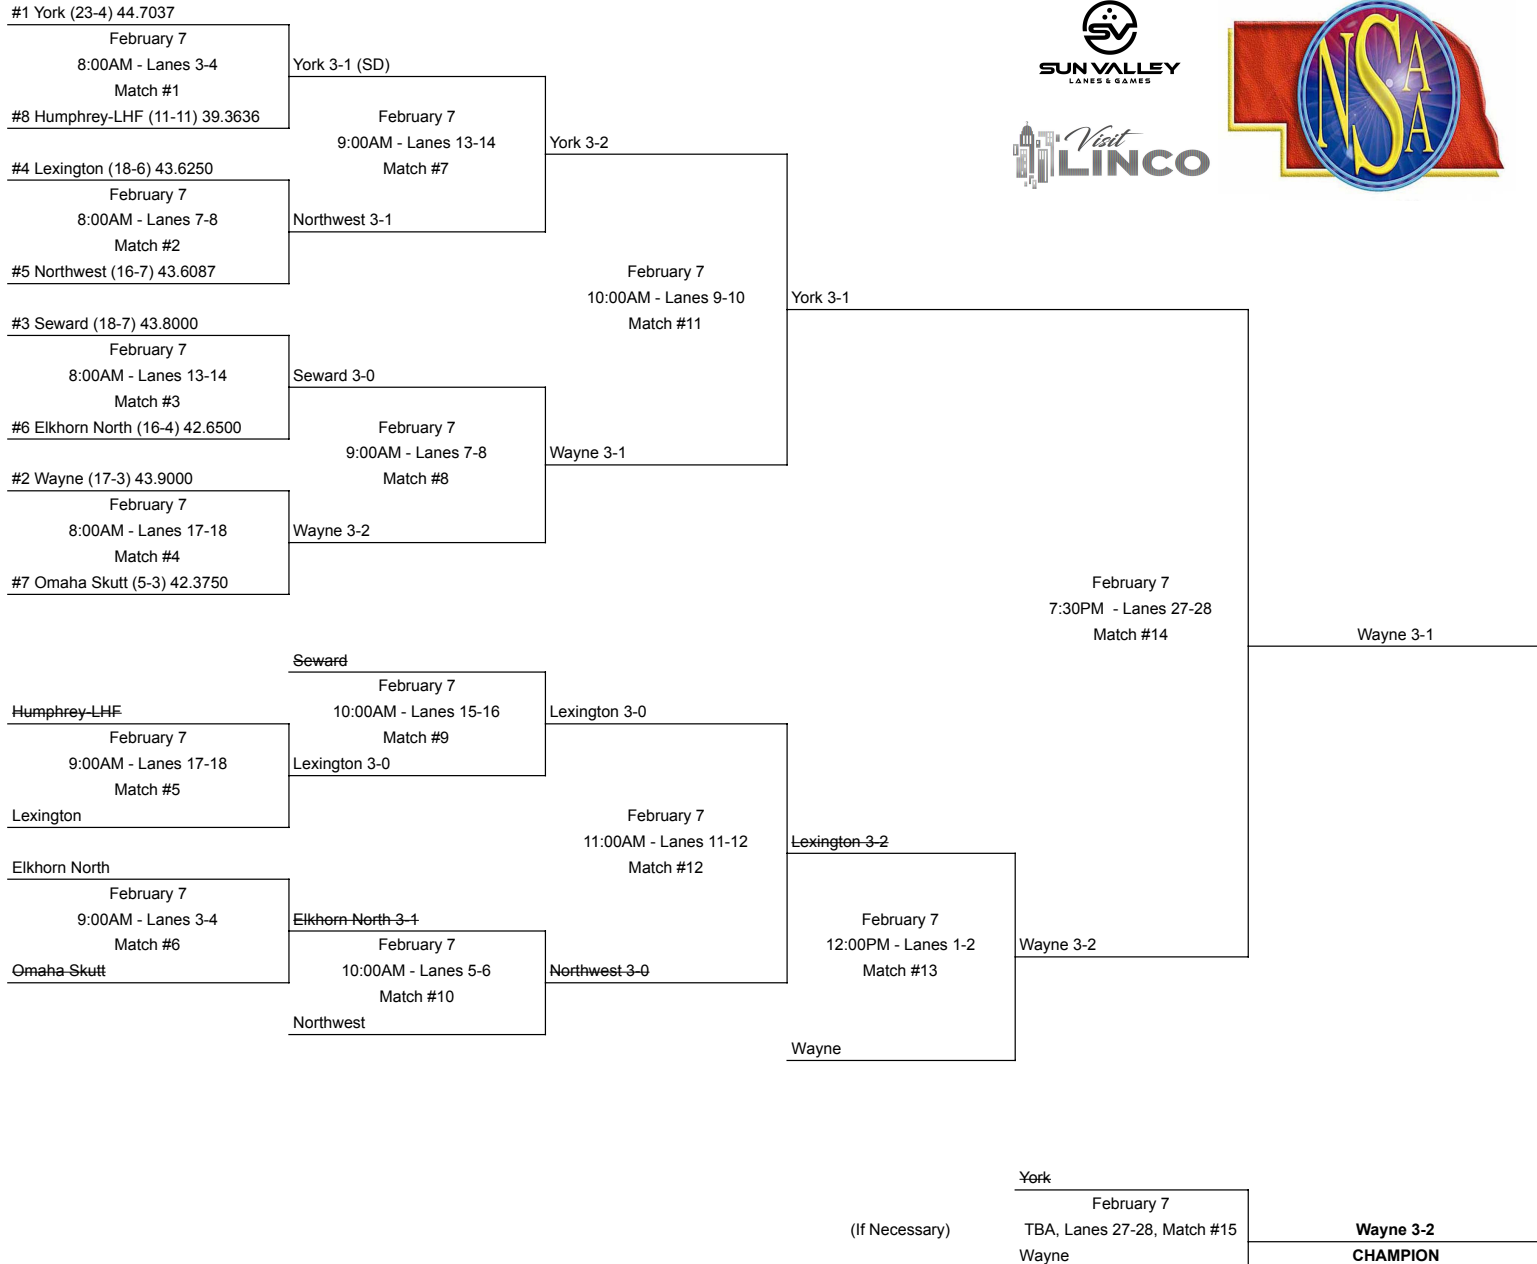 #1 York (23-4) 44.7037
February 7
8:00AM - Lanes 3-4
Match #1
#8 Humphrey-LHF (11-11) 39.3636
York 3-1 (SD)
#4 Lexington (18-6) 43.6250
February 7
8:00AM - Lanes 7-8
Match #2
#5 Northwest (16-7) 43.6087
Northwest 3-1
February 7
9:00AM - Lanes 13-14
Match #7
York 3-2
#3 Seward (18-7) 43.8000
February 7
8:00AM - Lanes 13-14
Match #3
#6 Elkhorn North (16-4) 42.6500
Seward 3-0
#2 Wayne (17-3) 43.9000
February 7
8:00AM - Lanes 17-18
Match #4
#7 Omaha Skutt (5-3) 42.3750
Wayne 3-2
February 7
9:00AM - Lanes 7-8
Match #8
Wayne 3-1
February 7
10:00AM - Lanes 9-10
Match #11
York 3-1
SV
SUN VALLEY
LANES & GAMES
Visit
LINCO
NSAA
Humphrey-LHF
February 7
9:00AM - Lanes 17-18
Match #5
Lexington
Seward
February 7
10:00AM - Lanes 15-16
Match #9
Lexington 3-0
Lexington 3-0
Elkhorn North
February 7
9:00AM - Lanes 3-4
Match #6
Omaha Skutt
Elkhorn North 3-1
February 7
10:00AM - Lanes 5-6
Match #10
Northwest
Northwest 3-0
February 7
11:00AM - Lanes 11-12
Match #12
Lexington 3-2
February 7
12:00PM - Lanes 1-2
Match #13
Wayne
Wayne 3-2
February 7
7:30PM - Lanes 27-28
Match #14
Wayne 3-1
York
February 7
(If Necessary)
TBA, Lanes 27-28, Match #15
Wayne
Wayne 3-2
CHAMPION